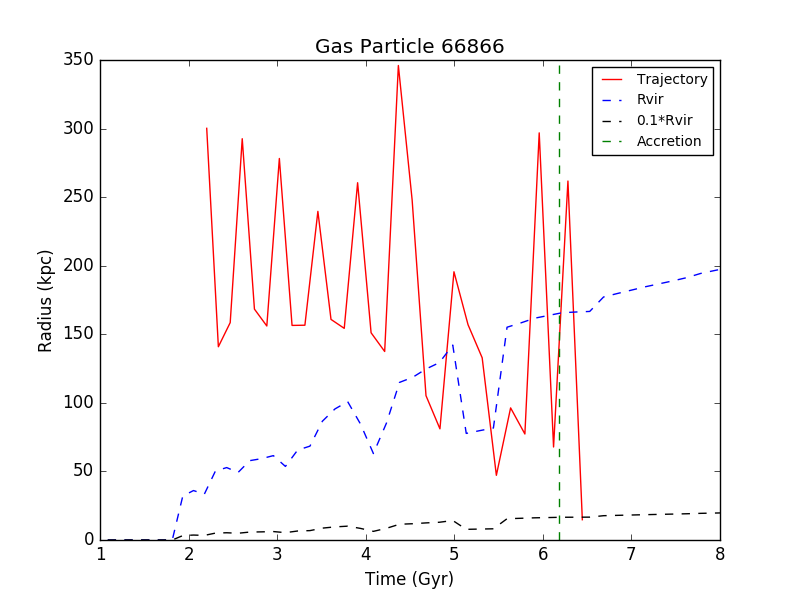 Gas Particle 66866
350
300
250
200
150
100
50
0
Radius (kpc)
1 2 3 4 5 6 7 8
Time (Gyr)
Trajectory
Rvir
0.1*Rvir
Accretion